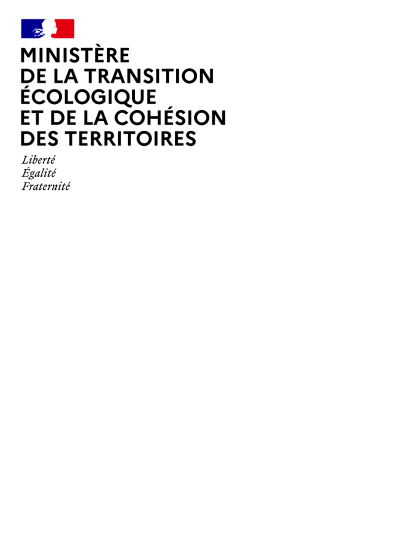 MINISTÈRE
DE LA TRANSITION
ÉCOLOGIQUE
ET DE LA COHÉSION
DES TERRITOIRES
Liberté
Égalité
Fraternité